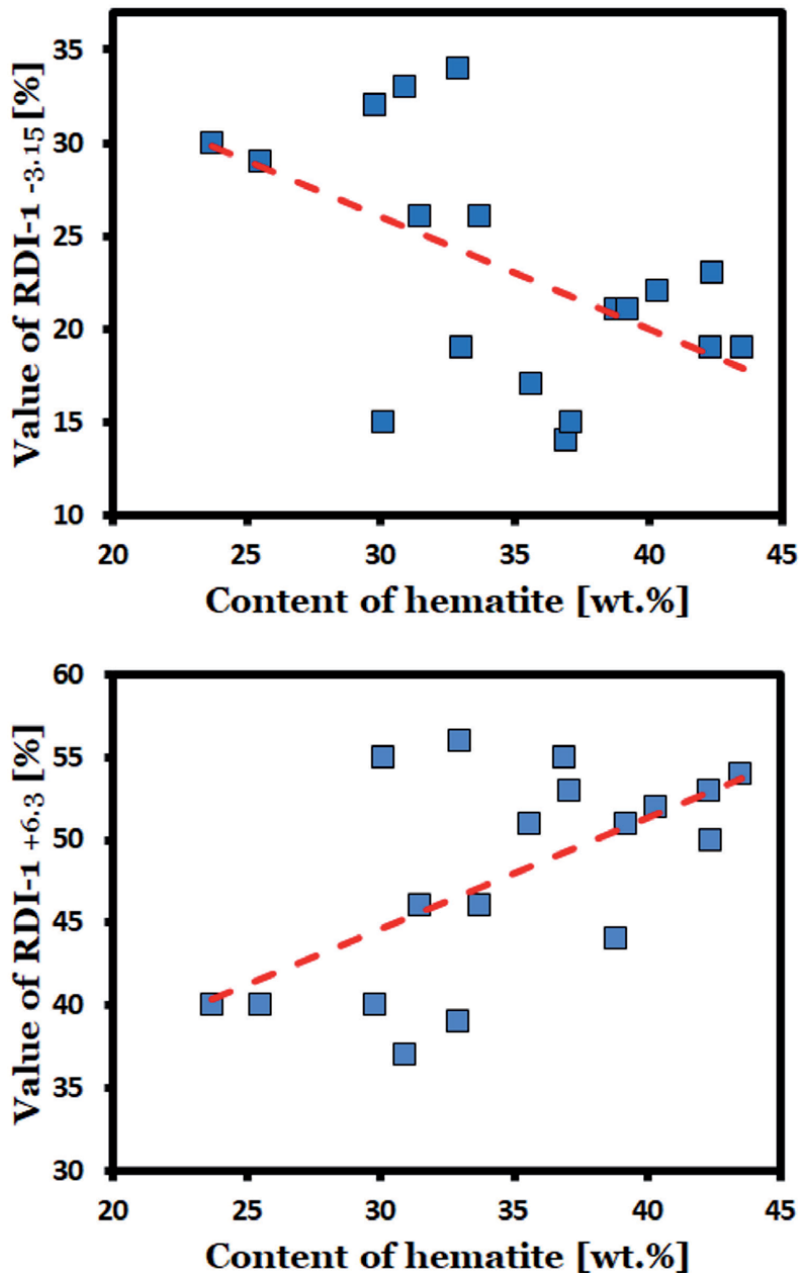 Value of RDI-1 -3.15 [%]
35
30
25
20
15
10
20 25 30 35 40 45
Content of hematite [wt.%]
Value of RDI-1 +6.3 [%]
60
55
50
45
40
35
30
20 25 30 35 40 45
Content of hematite [wt.%]